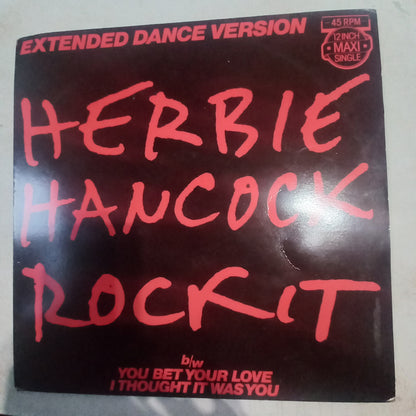 EXTENDED DANCE VERSION
45 RPM
12 INCH
MAXI
SINGLE
HERBIE
HANCOCK
ROCKIT
b/w
YOU BET YOUR LOVE
I THOUGHT IT WAS YOU